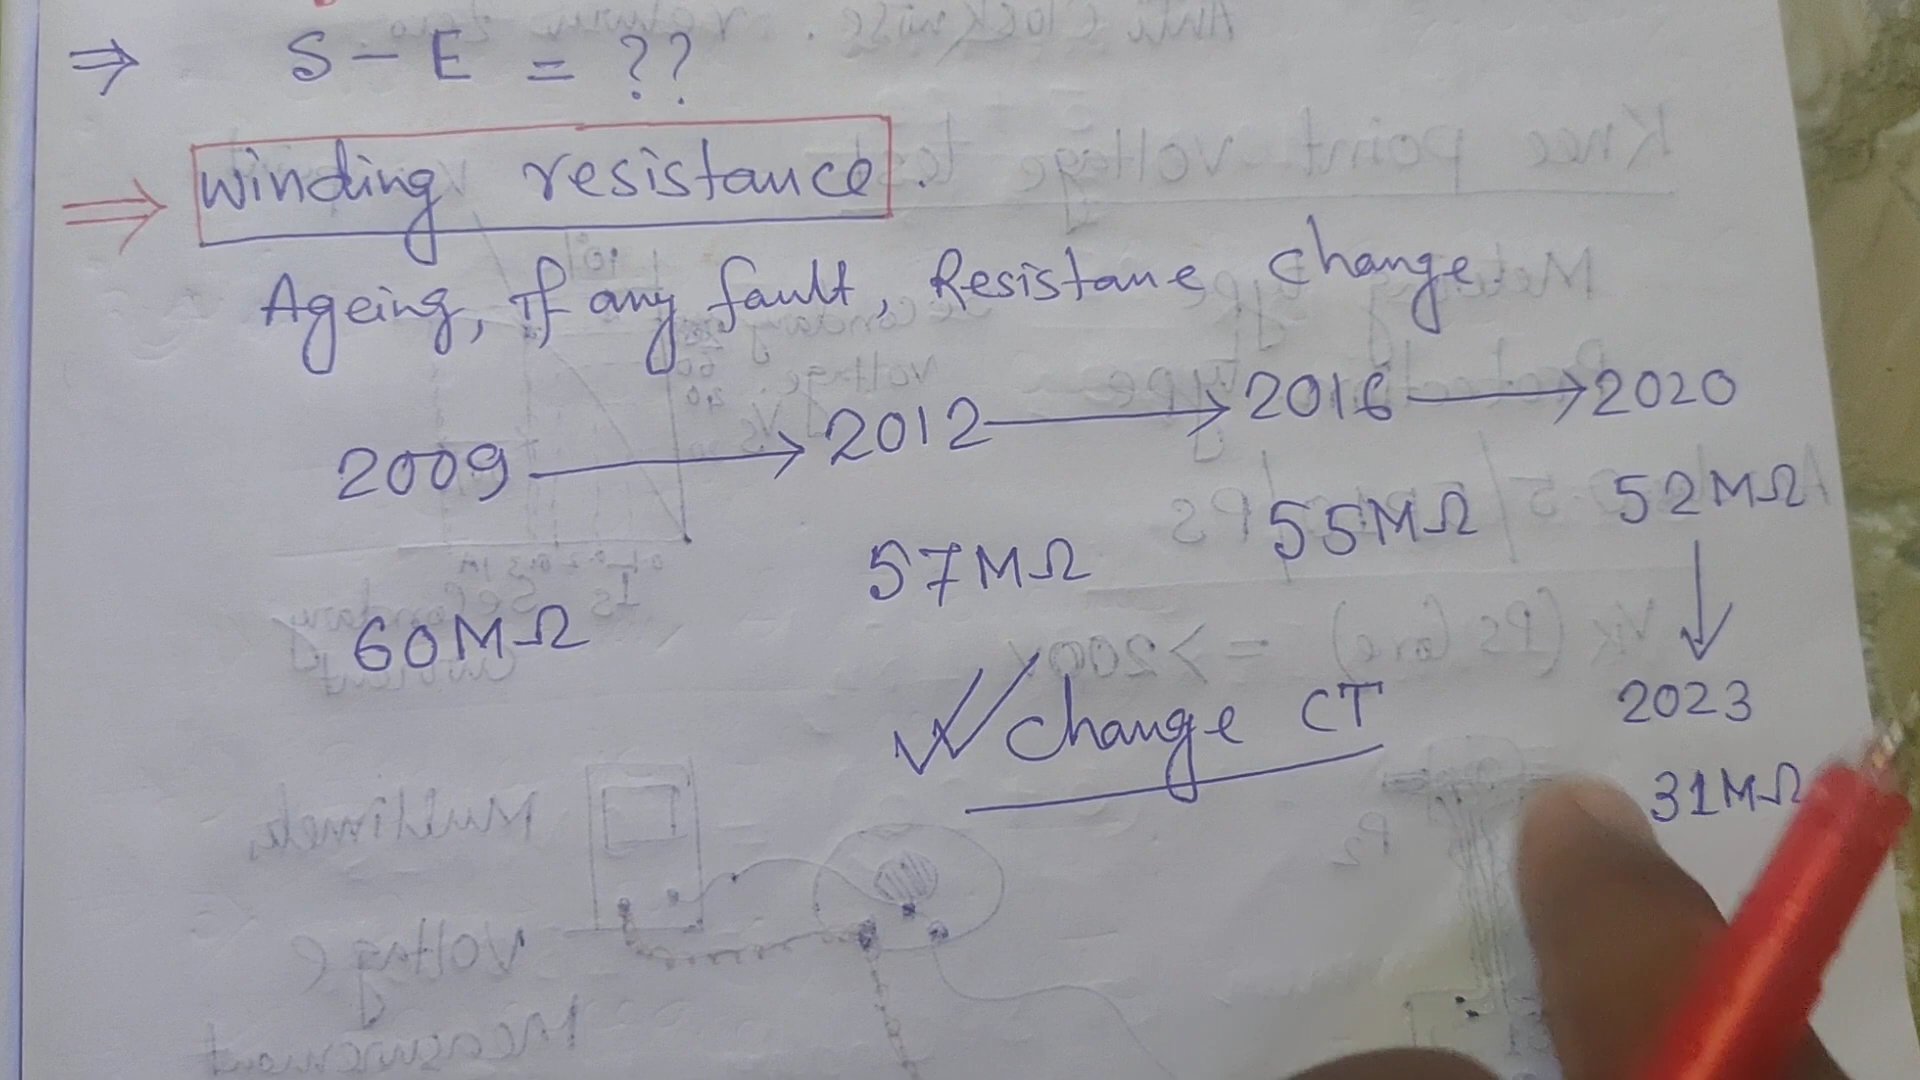 ⇒ S - E = ??
⇒ Winding resistance.
Ageing, if any fault, Resistane change
2009 → 2012 → 2016 → 2020
60MΩ 57MΩ 55MΩ 52MΩ
↓
2023
31MΩ
Change CT